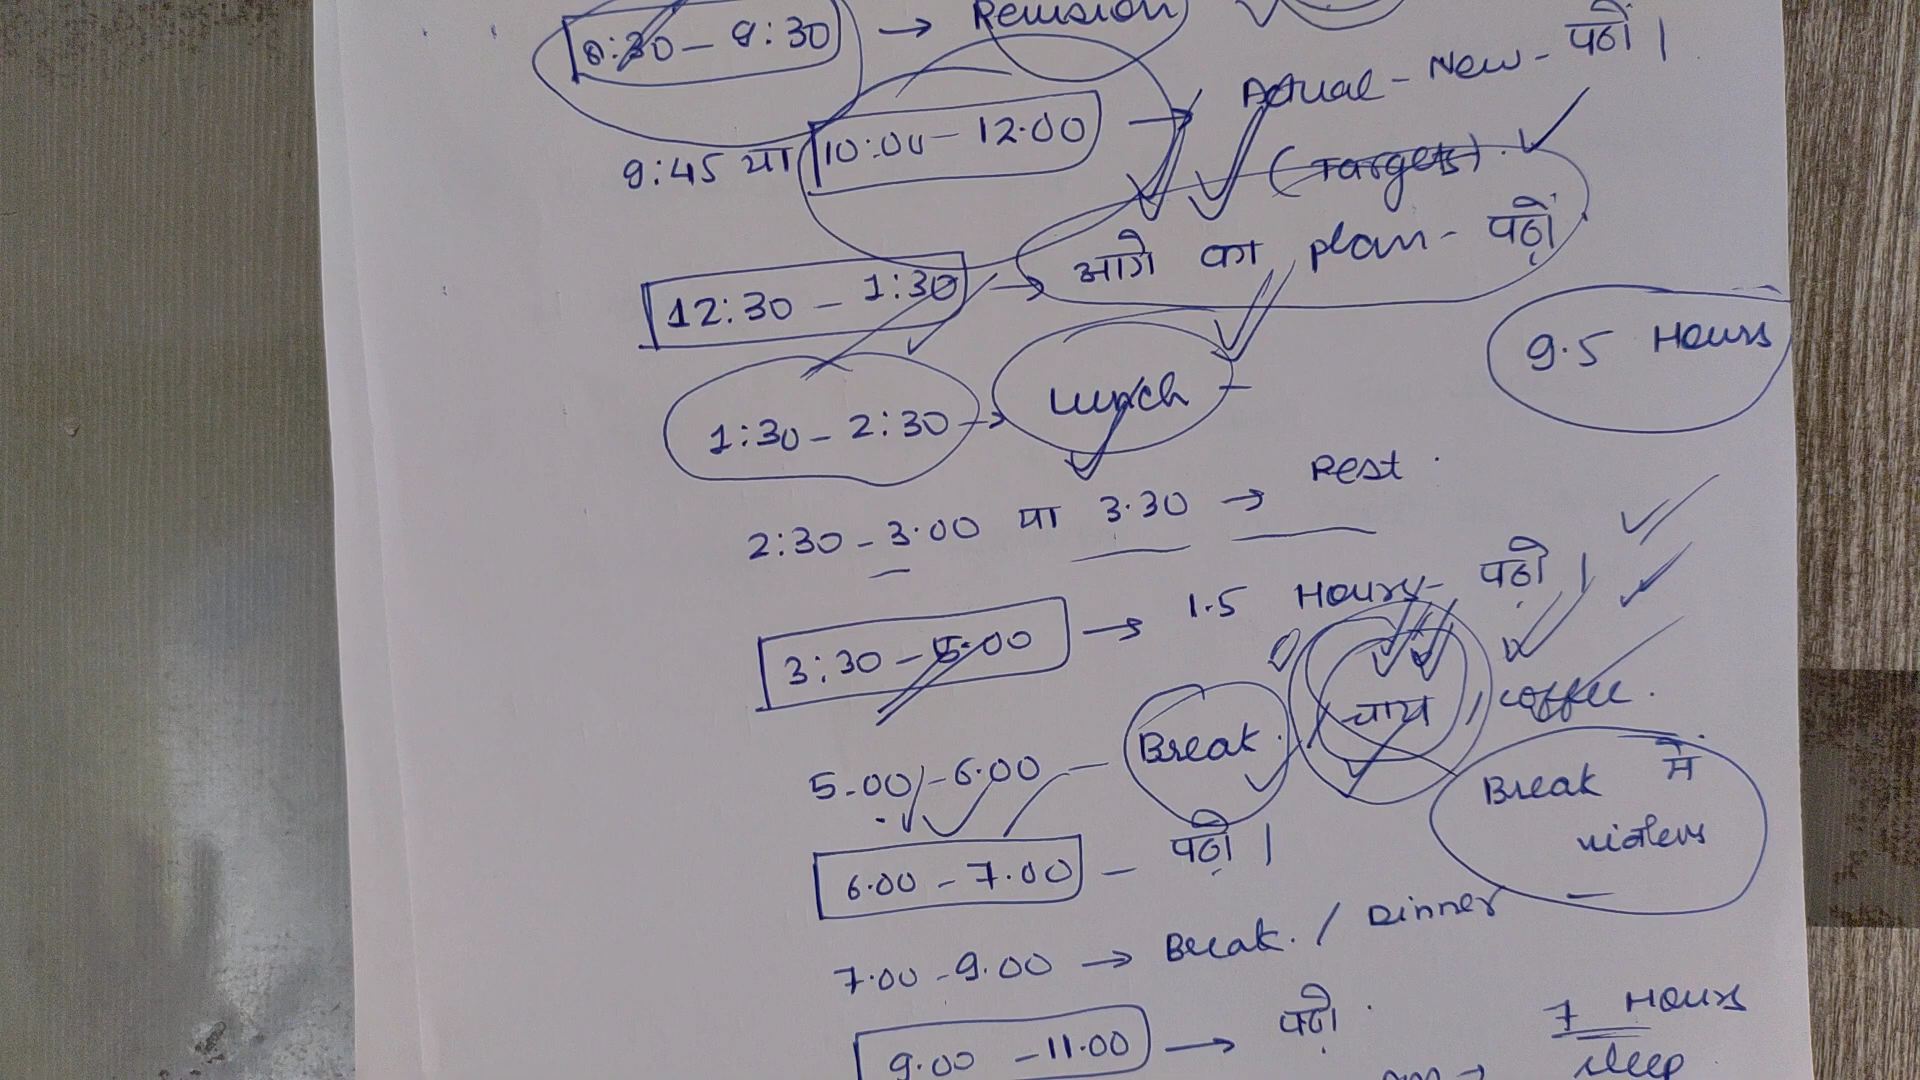 8:30 – 9:30 → Revision
9:45 या 10:00 – 12.00 → Actual - New - पढों।
(Targets).
12:30 – 1:30 → आगे का plan - पढों
9.5 Hours
1:30 – 2:30 → Lunch -
2:30 – 3.00 या 3.30 → Rest.
3:30 – 5.00 → 1.5 Hours - पढो।
5.00 – 6.00 – Break. / चाय / coffee.
Break में
6.00 – 7.00 – पढो।
7.00 – 9.00 → Break. / Dinner
9.00 – 11.00 → पढो.
7 Hours
sleep